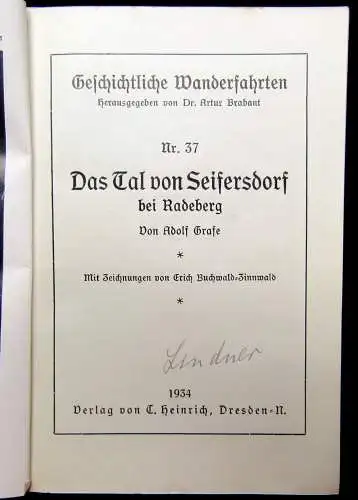 Geschichtliche Wanderfahrten
Herausgegeben von Dr. Artur Brabant
Nr. 37
Das Tal von Seifersdorf
bei Radeberg
Von Adolf Grafe
*
Mit Zeichnungen von Erich Buchwald-Zinnwald
*
Lindner
1934
Verlag von C. Heinrich, Dresden-N.